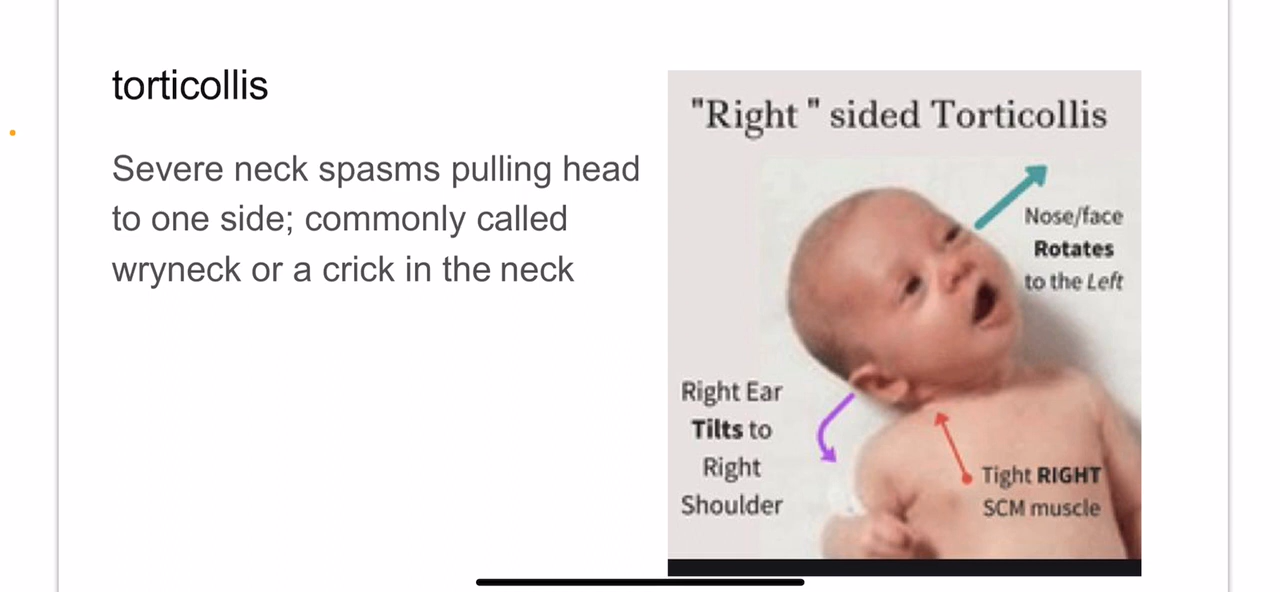 torticollis
Severe neck spasms pulling head
to one side; commonly called
wryneck or a crick in the neck
"Right " sided Torticollis
Nose/face
Rotates
to the Left
Right Ear
Tilts to
Right
Shoulder
Tight RIGHT
SCM muscle